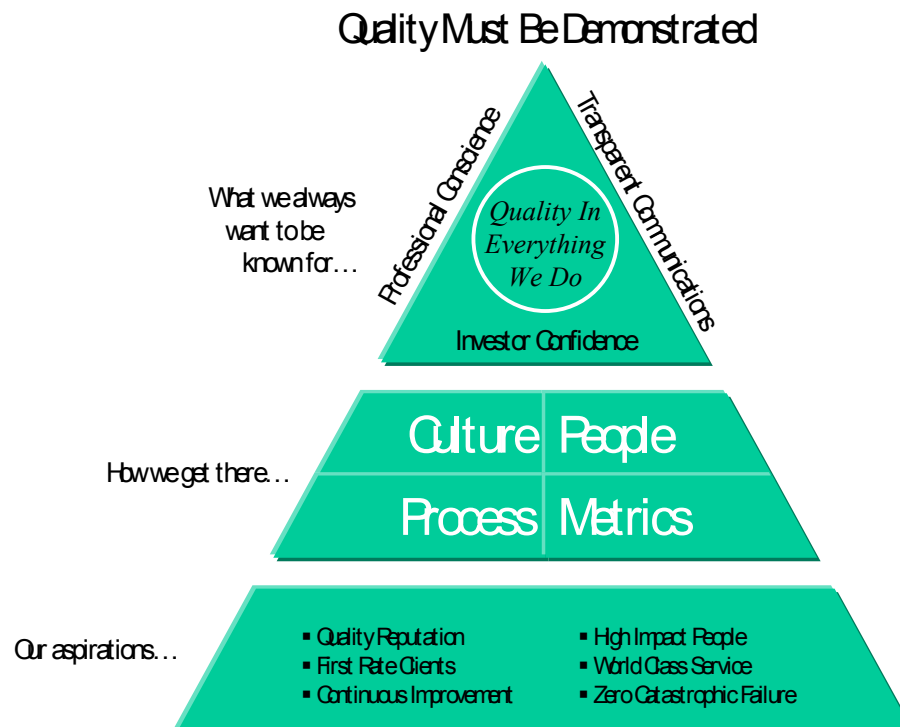 Quality Must Be Demonstrated
Professional Conscience
Transparent Communications
What we always
want to be
known for…
Quality In
Everything
We Do
Investor Confidence
How we get there…
Culture People
Process Metrics
Our aspirations…
▪ Quality Reputation
▪ First Rate Clients
▪ Continuous Improvement
▪ High Impact People
▪ World Class Service
▪ Zero Catastrophic Failure